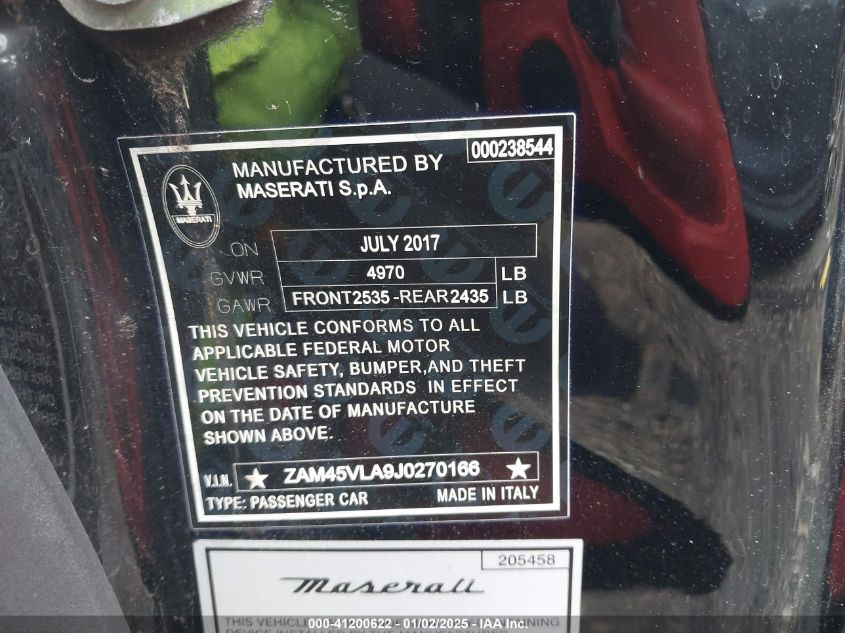 000238544
MANUFACTURED BY
MASERATI S.p.A.
MASERATI
ON JULY 2017
GVWR 4970 LB
GAWR FRONT2535-REAR2435 LB
THIS VEHICLE CONFORMS TO ALL
APPLICABLE FEDERAL MOTOR
VEHICLE SAFETY, BUMPER,AND THEFT
PREVENTION STANDARDS IN EFFECT
ON THE DATE OF MANUFACTURE
SHOWN ABOVE.
V.I.N. ★ ZAM45VLA9J0270166 ★
TYPE: PASSENGER CAR MADE IN ITALY
205458
Maserati
THIS VEHICLE
000-41200622 - 01/02/2025 - IAA Inc.